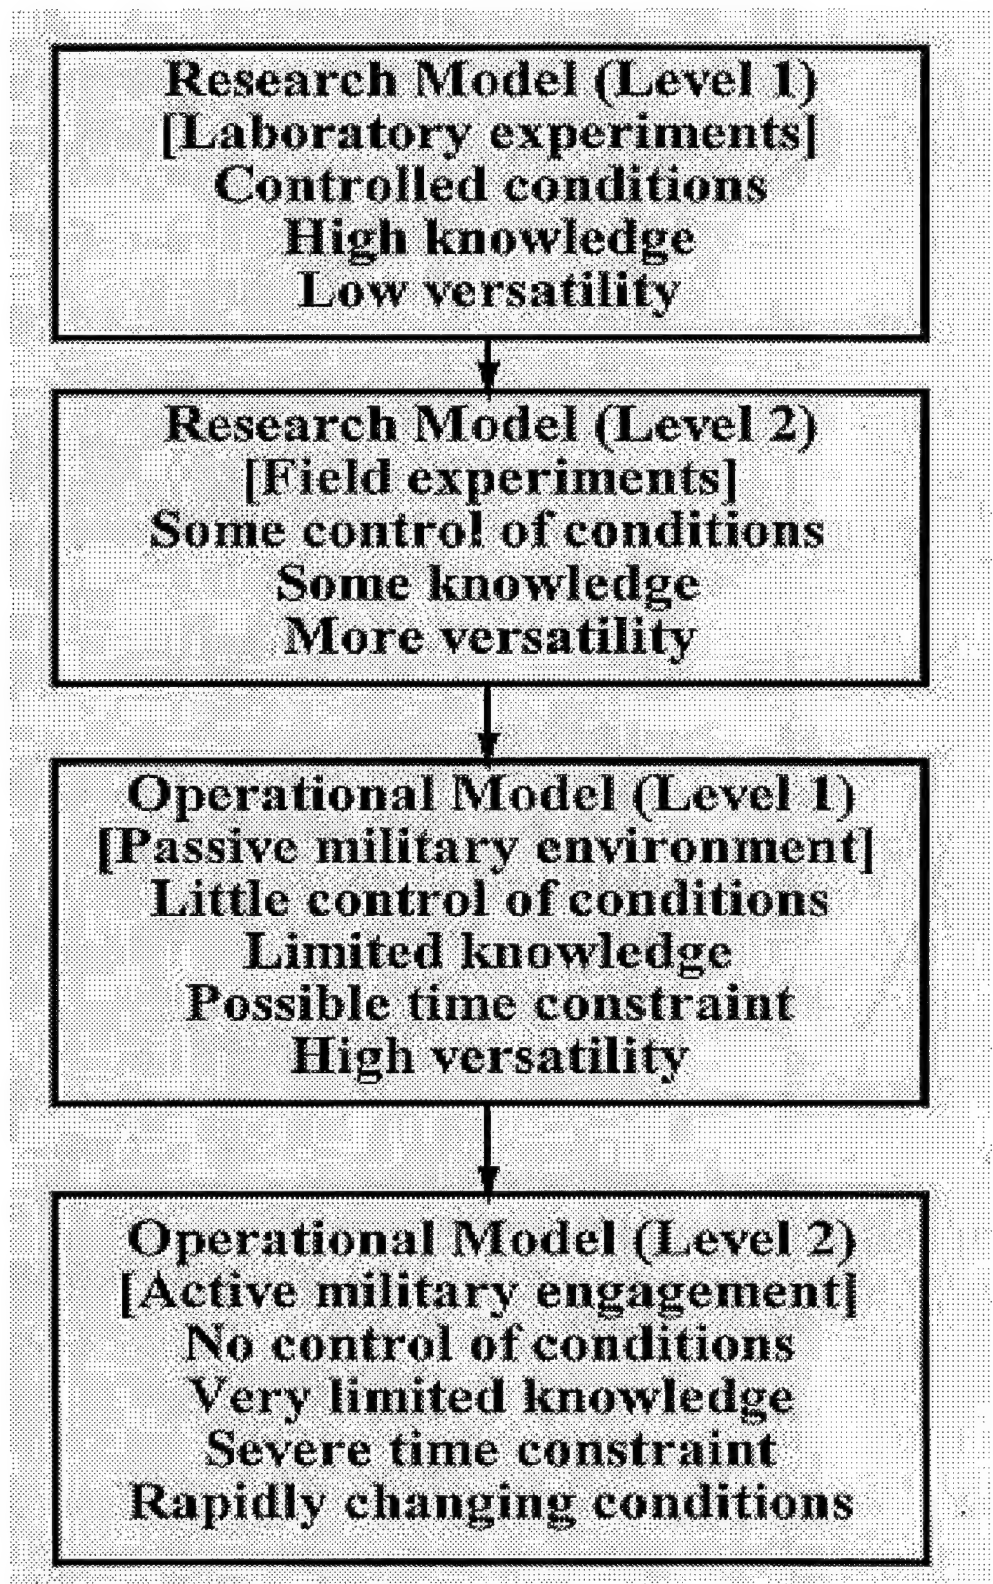 Research Model (Level 1)
[Laboratory experiments]
Controlled conditions
High knowledge
Low versatility
Research Model (Level 2)
[Field experiments]
Some control of conditions
Some knowledge
More versatility
Operational Model (Level 1)
[Passive military environment]
Little control of conditions
Limited knowledge
Possible time constraint
High versatility
Operational Model (Level 2)
[Active military engagement]
No control of conditions
Very limited knowledge
Severe time constraint
Rapidly changing conditions